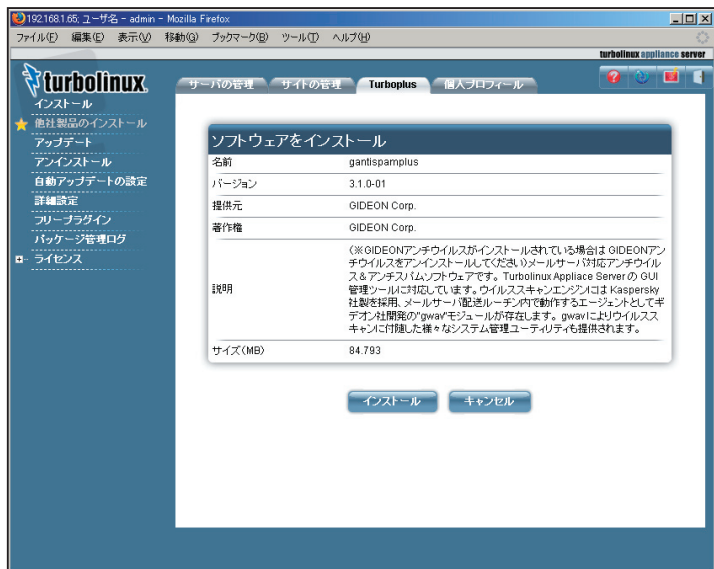 192.168.1.65; ユーザ名 - admin - Mozilla Firefox
ファイル(F) 編集(E) 表示(V) 移動(G) ブックマーク(B) ツール(T) ヘルプ(H)
turbolinux appliance server
turbolinux.
サーバの管理 サイトの管理 Turboplus 個人プロフィール
インストール
他社製品のインストール
アップデート
アンインストール
自動アップデートの設定
詳細設定
フリープラグイン
パッケージ管理ログ
ライセンス
ソフトウェアをインストール
名前 gantispamplus
バージョン 3.1.0-01
提供元 GIDEON Corp.
著作権 GIDEON Corp.
説明
(※GIDEONアンチウイルスがインストールされている場合は GIDEONアン
チウイルスをアンインストールしてください)メールサーバ対応アンチウイル
ス&アンチスパムソフトウェアです。Turbolinux Appliace Server の GUI
管理ツールに対応しています。ウイルススキャンエンジンには Kaspersky
社製を採用、メールサーバ配送ルーチン内で動作するエージェントとしてギ
デオン社開発の"gwav"モジュールが存在します。gwavによりウイルスス
キャンに付随した様々なシステム管理ユーティリティも提供されます。
サイズ(MB) 84.793
インストール キャンセル